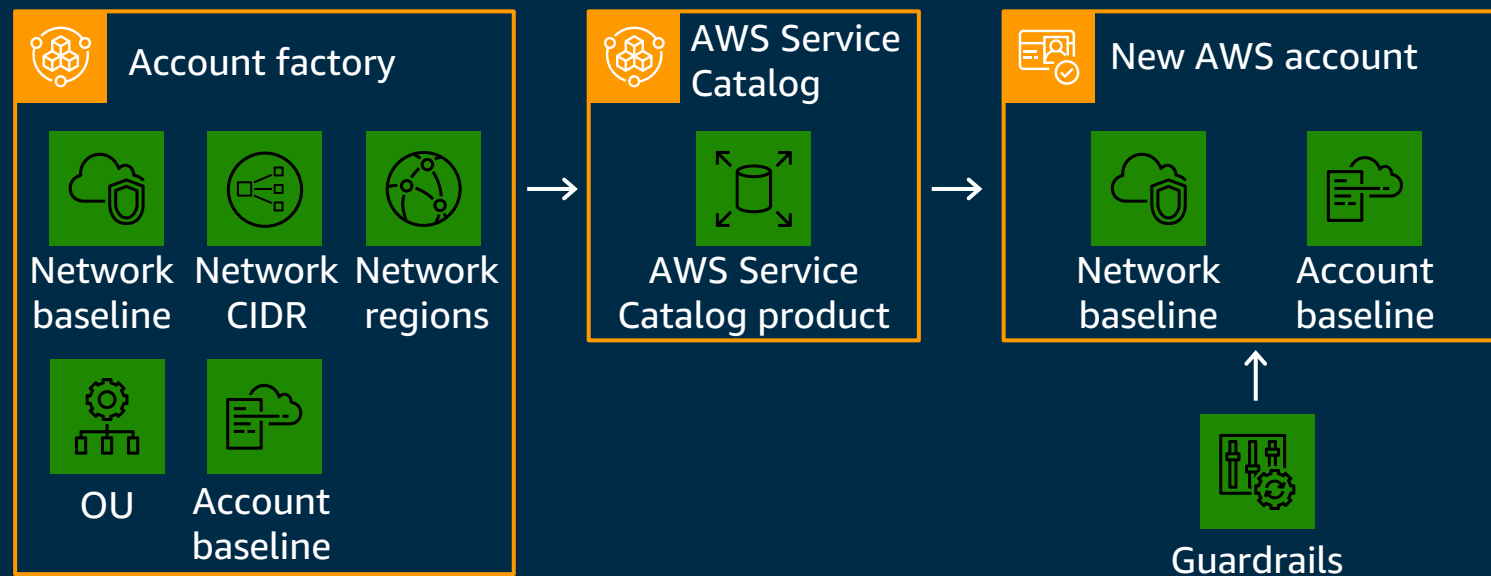 Account factory
Network
baseline
Network
CIDR
Network
regions
OU
Account
baseline
AWS Service
Catalog
AWS Service
Catalog product
New AWS account
Network
baseline
Account
baseline
Guardrails